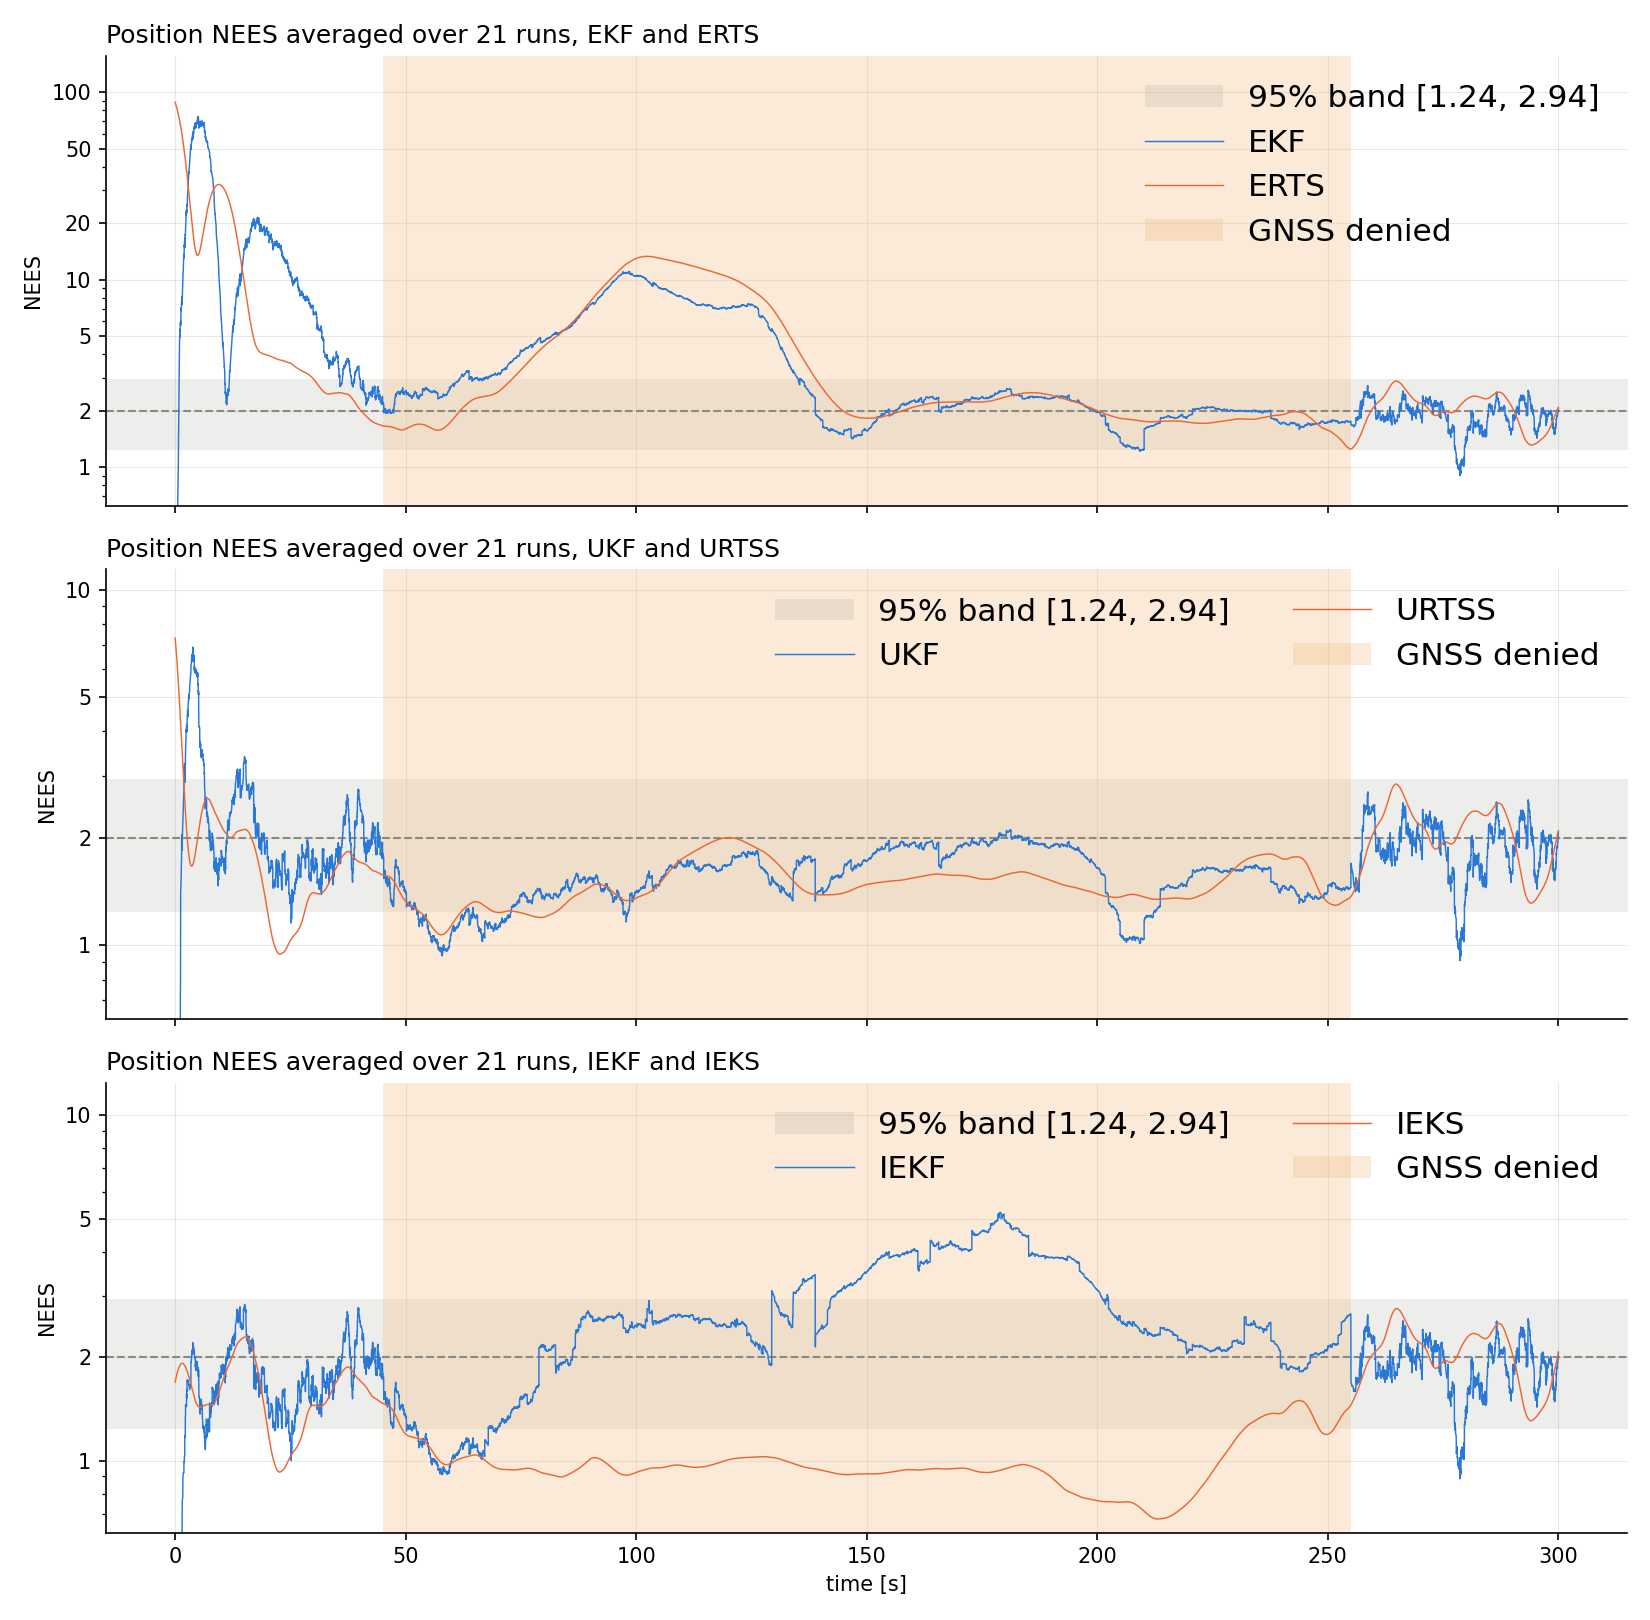 Position NEES averaged over 21 runs, EKF and ERTS
NEES
100
50
20
10
5
2
1
95% band [1.24, 2.94]
EKF
ERTS
GNSS denied
Position NEES averaged over 21 runs, UKF and URTSS
NEES
10
5
2
1
95% band [1.24, 2.94]
UKF
URTSS
GNSS denied
Position NEES averaged over 21 runs, IEKF and IEKS
NEES
10
5
2
1
95% band [1.24, 2.94]
IEKF
IEKS
GNSS denied
0 50 100 150 200 250 300
time [s]